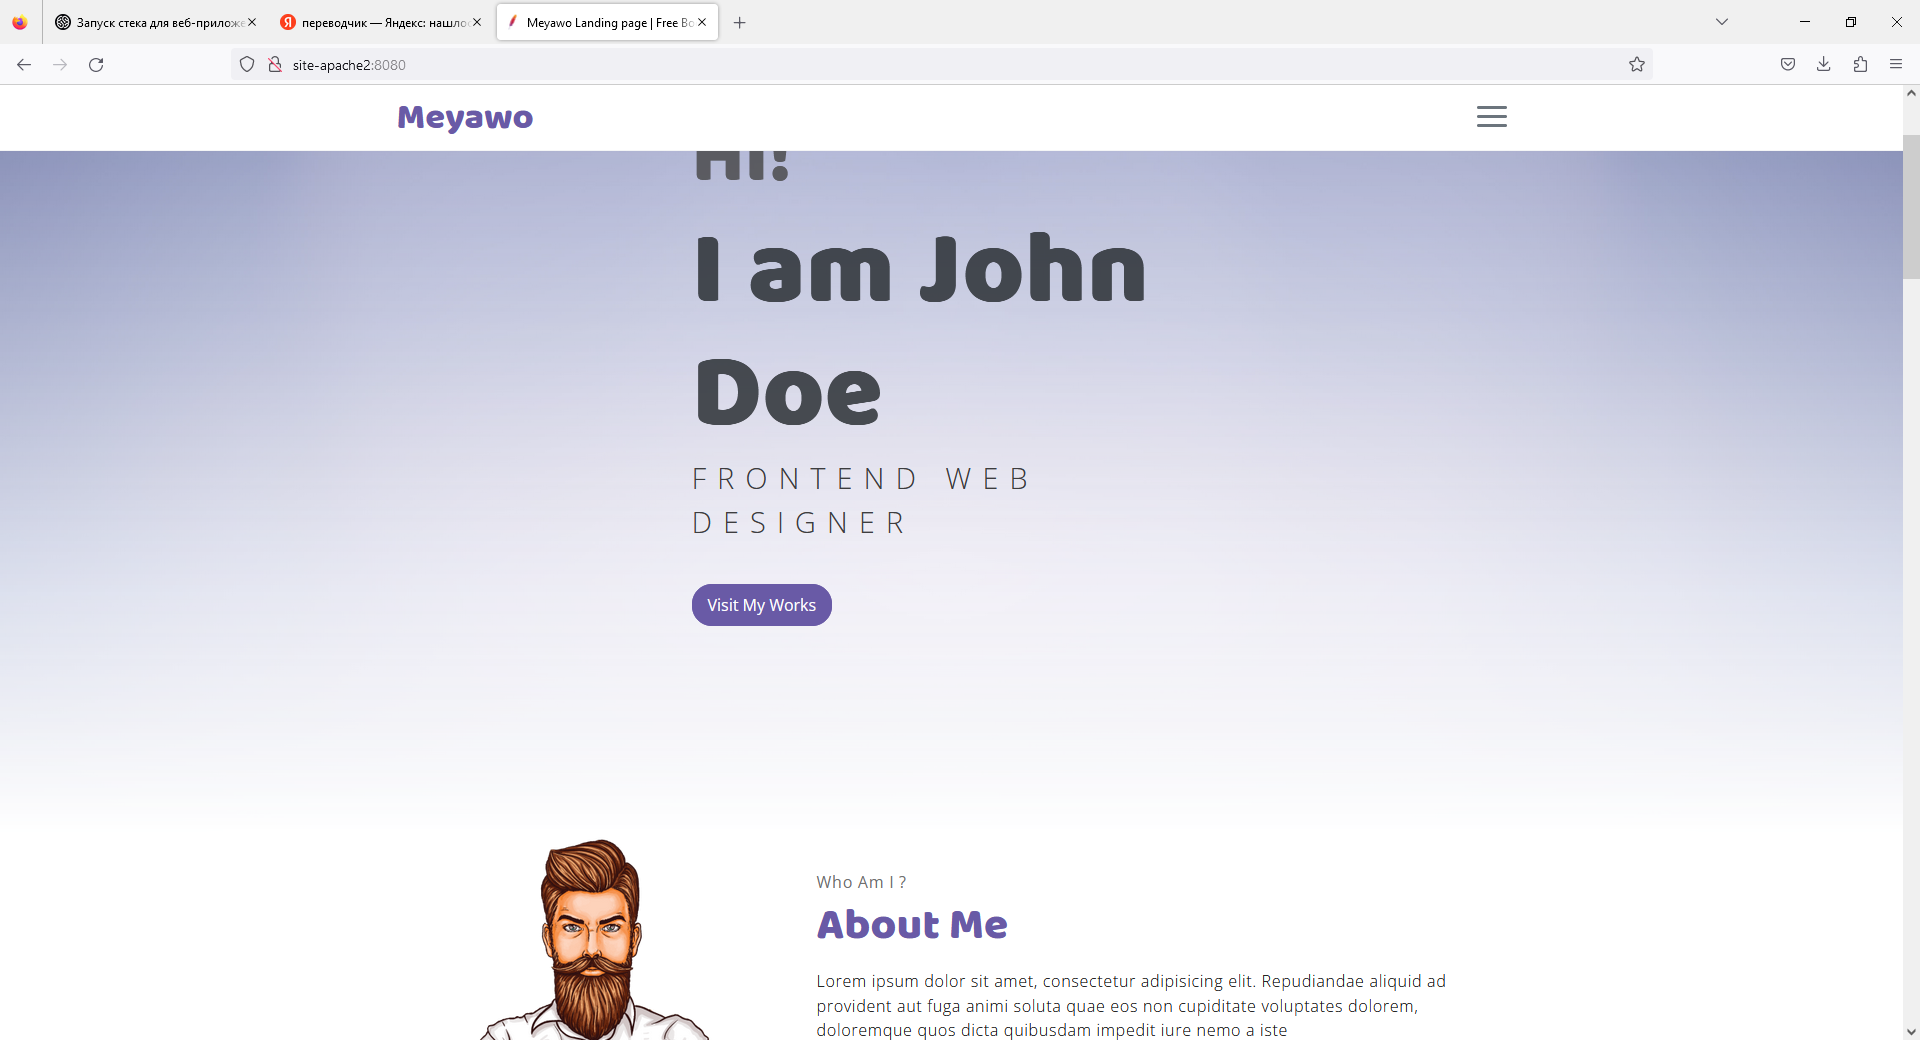 Запуск стека для веб-приложе
переводчик — Яндекс: нашло
Meyawo Landing page | Free Bo
site-apache2:8080
Meyawo
Hi!
I am John
Doe
FRONTEND WEB
DESIGNER
Visit My Works
Who Am I ?
About Me
Lorem ipsum dolor sit amet, consectetur adipisicing elit. Repudiandae aliquid ad
provident aut fuga animi soluta quae eos non cupiditate voluptates dolorem,
doloremque quos dicta quibusdam impedit iure nemo a iste